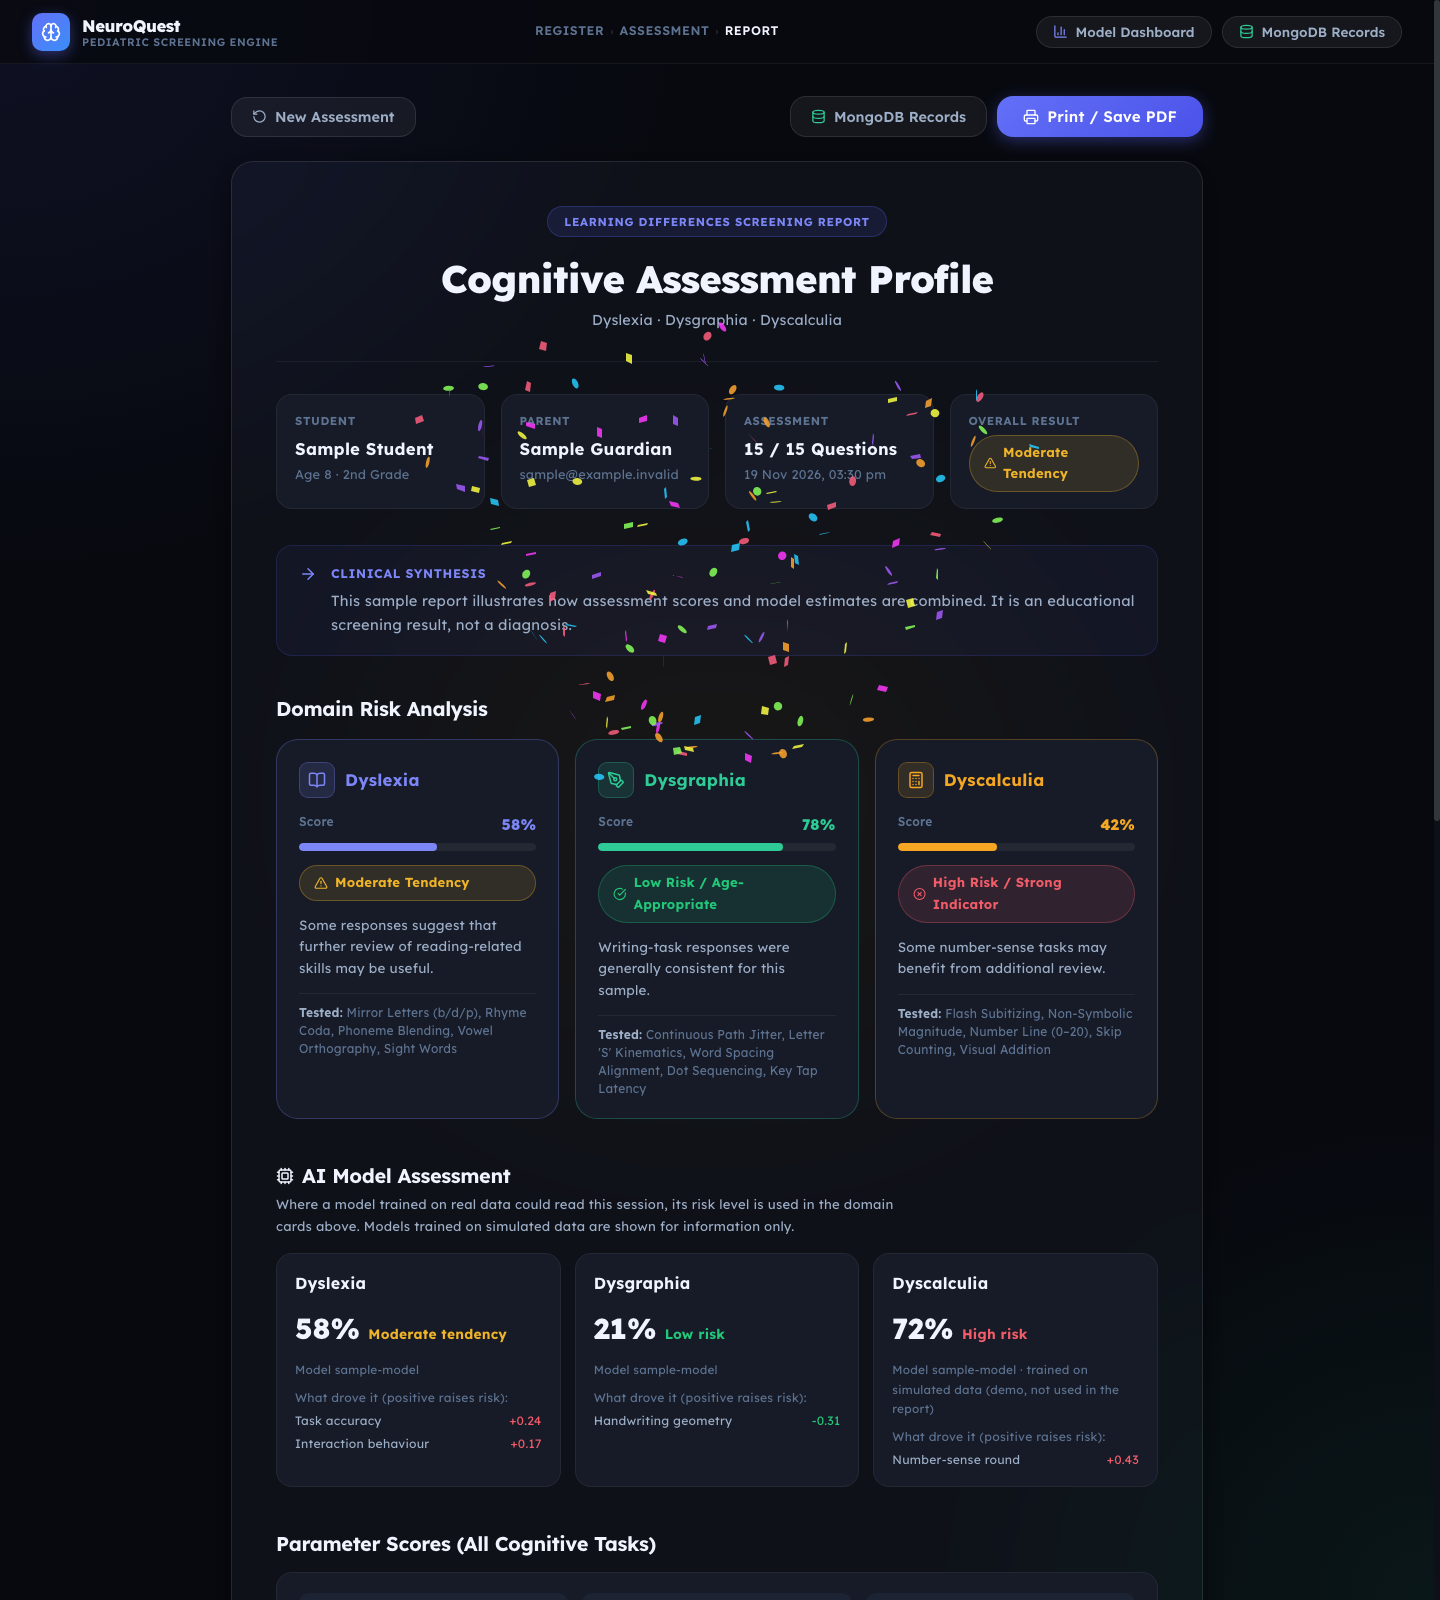 NeuroQuest
PEDIATRIC SCREENING ENGINE
REGISTER › ASSESSMENT › REPORT
Model Dashboard
MongoDB Records
New Assessment
MongoDB Records
Print / Save PDF
LEARNING DIFFERENCES SCREENING REPORT
Cognitive Assessment Profile
Dyslexia · Dysgraphia · Dyscalculia
STUDENT
Sample Student
Age 8 · 2nd Grade
PARENT
Sample Guardian
sample@example.invalid
ASSESSMENT
15 / 15 Questions
19 Nov 2026, 03:30 pm
OVERALL RESULT
Moderate
Tendency
CLINICAL SYNTHESIS
This sample report illustrates how assessment scores and model estimates are combined. It is an educational
screening result, not a diagnosis.
Domain Risk Analysis
Dyslexia
Score 58%
Moderate Tendency
Some responses suggest that
further review of reading-related
skills may be useful.
Tested: Mirror Letters (b/d/p), Rhyme
Coda, Phoneme Blending, Vowel
Orthography, Sight Words
Dysgraphia
Score 78%
Low Risk / Age-
Appropriate
Writing-task responses were
generally consistent for this
sample.
Tested: Continuous Path Jitter, Letter
'S' Kinematics, Word Spacing
Alignment, Dot Sequencing, Key Tap
Latency
Dyscalculia
Score 42%
High Risk / Strong
Indicator
Some number-sense tasks may
benefit from additional review.
Tested: Flash Subitizing, Non-Symbolic
Magnitude, Number Line (0–20), Skip
Counting, Visual Addition
AI Model Assessment
Where a model trained on real data could read this session, its risk level is used in the domain
cards above. Models trained on simulated data are shown for information only.
Dyslexia
58% Moderate tendency
Model sample-model
What drove it (positive raises risk):
Task accuracy +0.24
Interaction behaviour +0.17
Dysgraphia
21% Low risk
Model sample-model
What drove it (positive raises risk):
Handwriting geometry -0.31
Dyscalculia
72% High risk
Model sample-model · trained on
simulated data (demo, not used in the
report)
What drove it (positive raises risk):
Number-sense round +0.43
Parameter Scores (All Cognitive Tasks)